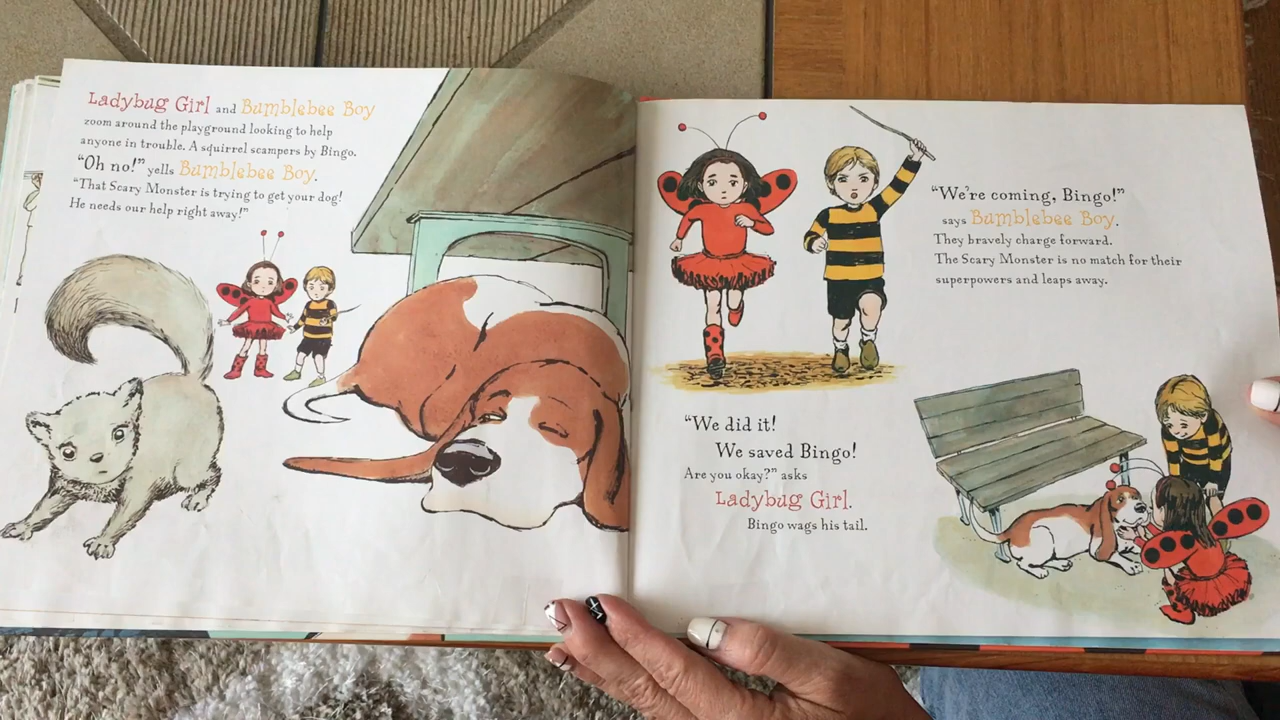 Ladybug Girl and Bumblebee Boy
zoom around the playground looking to help
anyone in trouble. A squirrel scampers by Bingo.
“Oh no!” yells Bumblebee Boy.
“That Scary Monster is trying to get your dog!
He needs our help right away!”
“We’re coming, Bingo!”
says Bumblebee Boy.
They bravely charge forward.
The Scary Monster is no match for their
superpowers and leaps away.
“We did it!
We saved Bingo!
Are you okay?” asks
Ladybug Girl.
Bingo wags his tail.